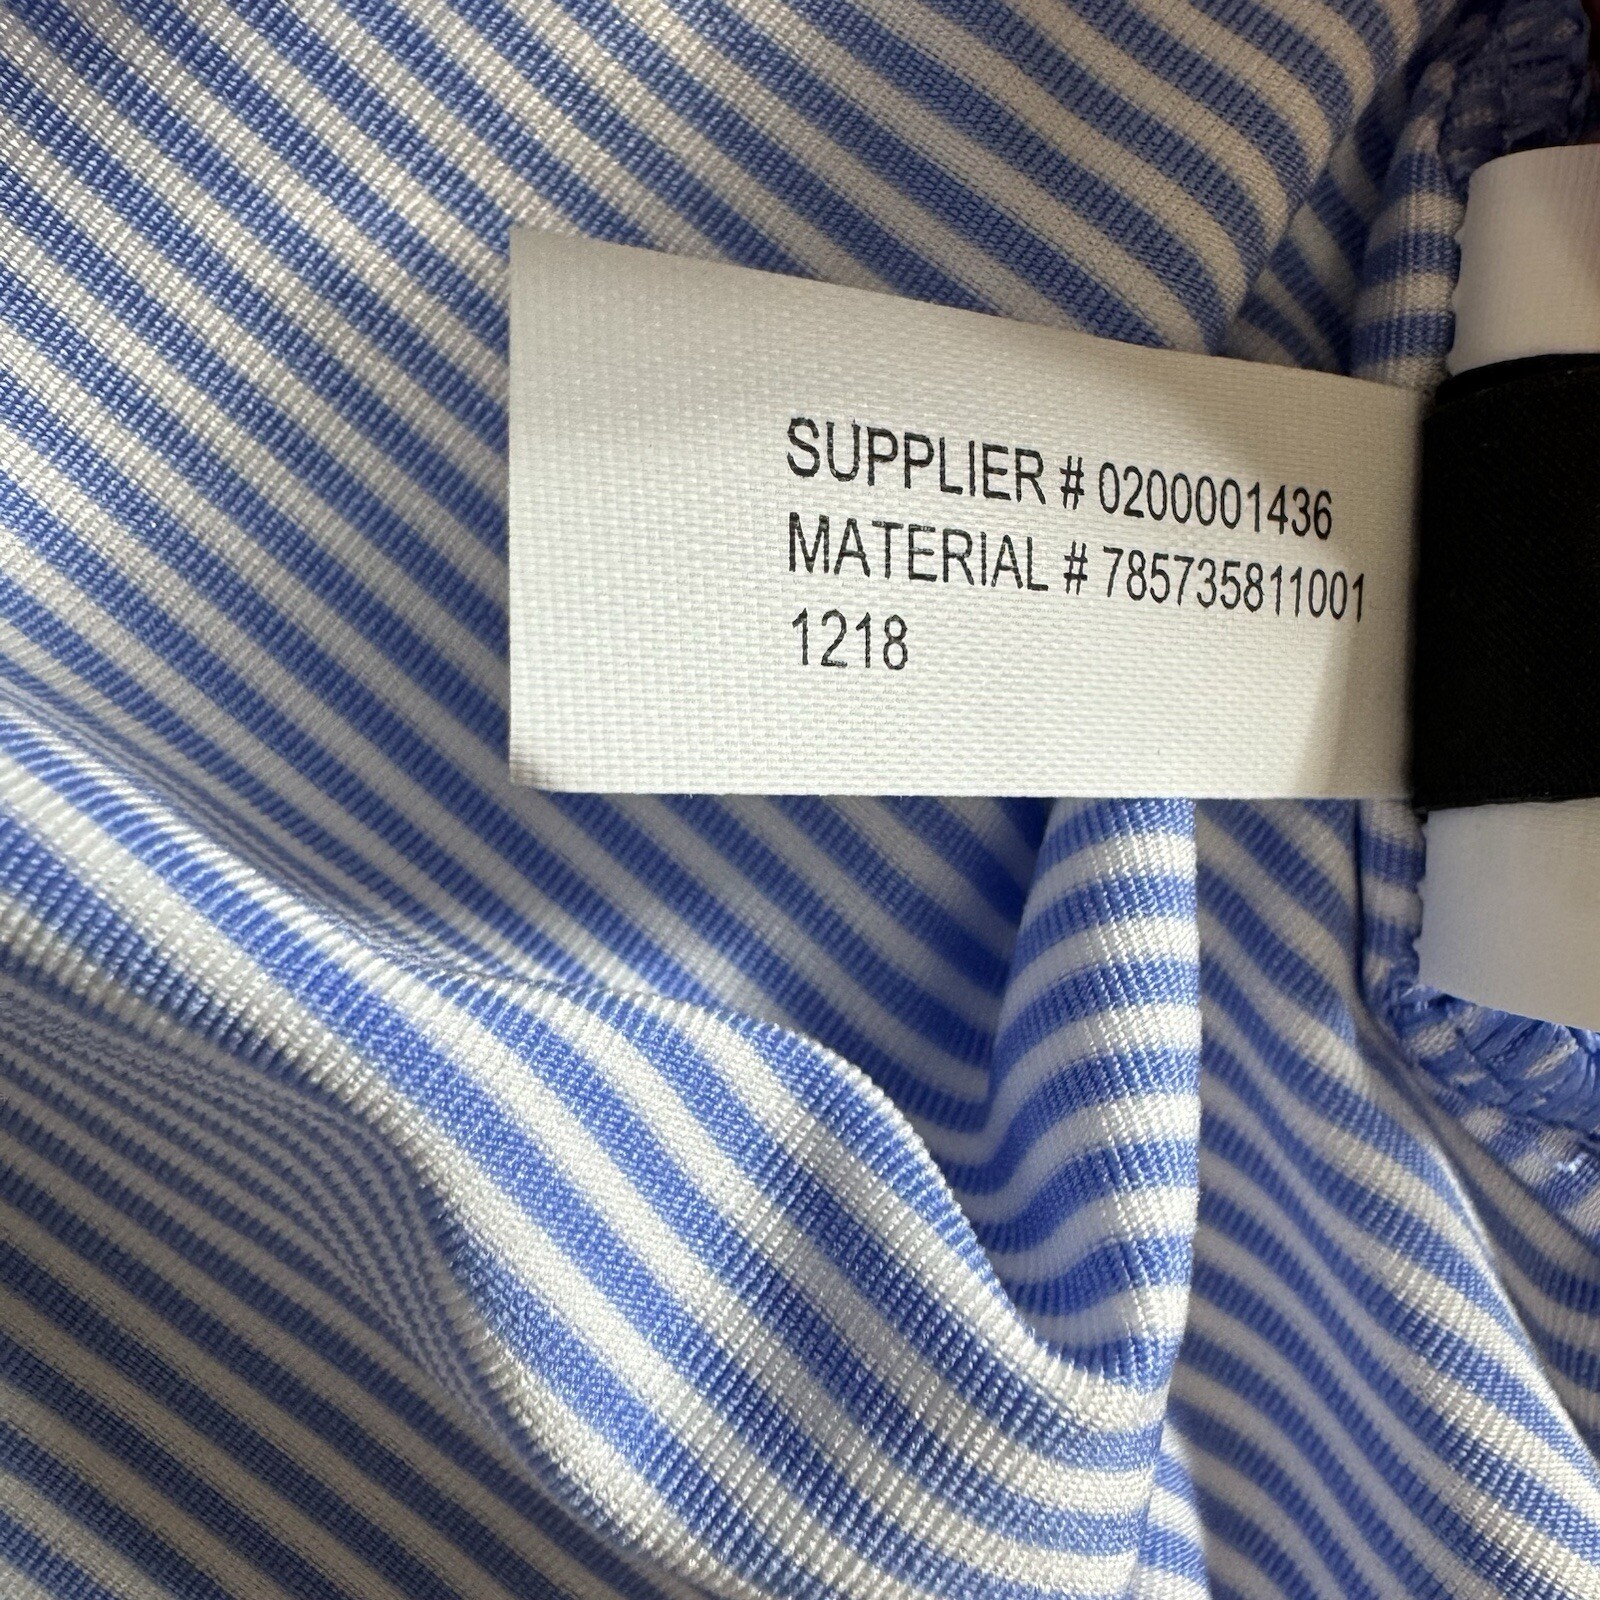 SUPPLIER # 0200001436
MATERIAL # 785735811001
1218